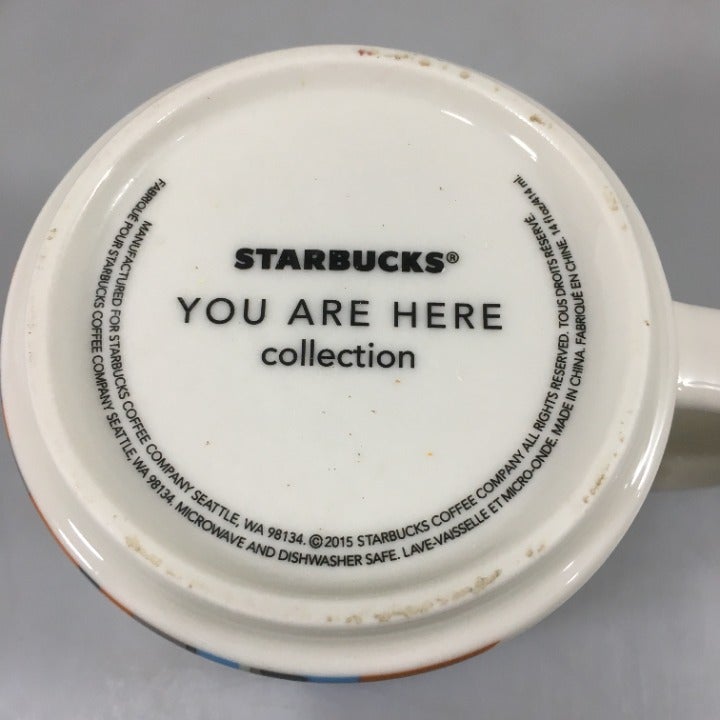 STARBUCKS®
YOU ARE HERE
collection
MANUFACTURED FOR STARBUCKS COFFEE COMPANY SEATTLE, WA 98134. ©2015 STARBUCKS COFFEE COMPANY ALL RIGHTS RESERVED. TOUS DROITS RÉSERVÉ.
FABRIQUÉ POUR STARBUCKS COFFEE COMPANY SEATTLE, WA 98134. MICROWAVE AND DISHWASHER SAFE. LAVE-VAISSELLE ET MICRO-ONDE. MADE IN CHINA. FABRIQUÉ EN CHINE. 14 fl oz/414 ml